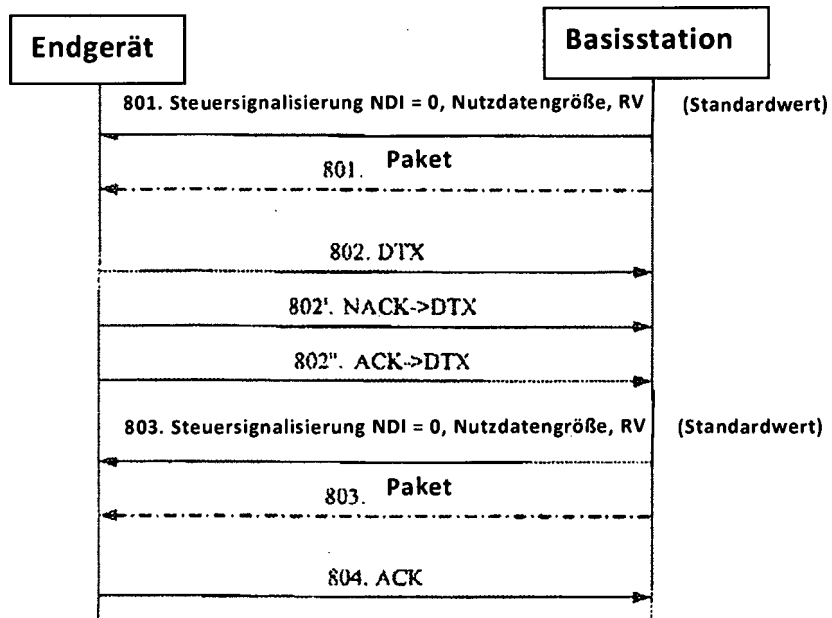 Endgerät
Basisstation
801. Steuersignalisierung NDI = 0, Nutzdatengröße, RV (Standardwert)
801. Paket
802. DTX
802'. NACK->DTX
802''. ACK->DTX
803. Steuersignalisierung NDI = 0, Nutzdatengröße, RV (Standardwert)
803. Paket
804. ACK